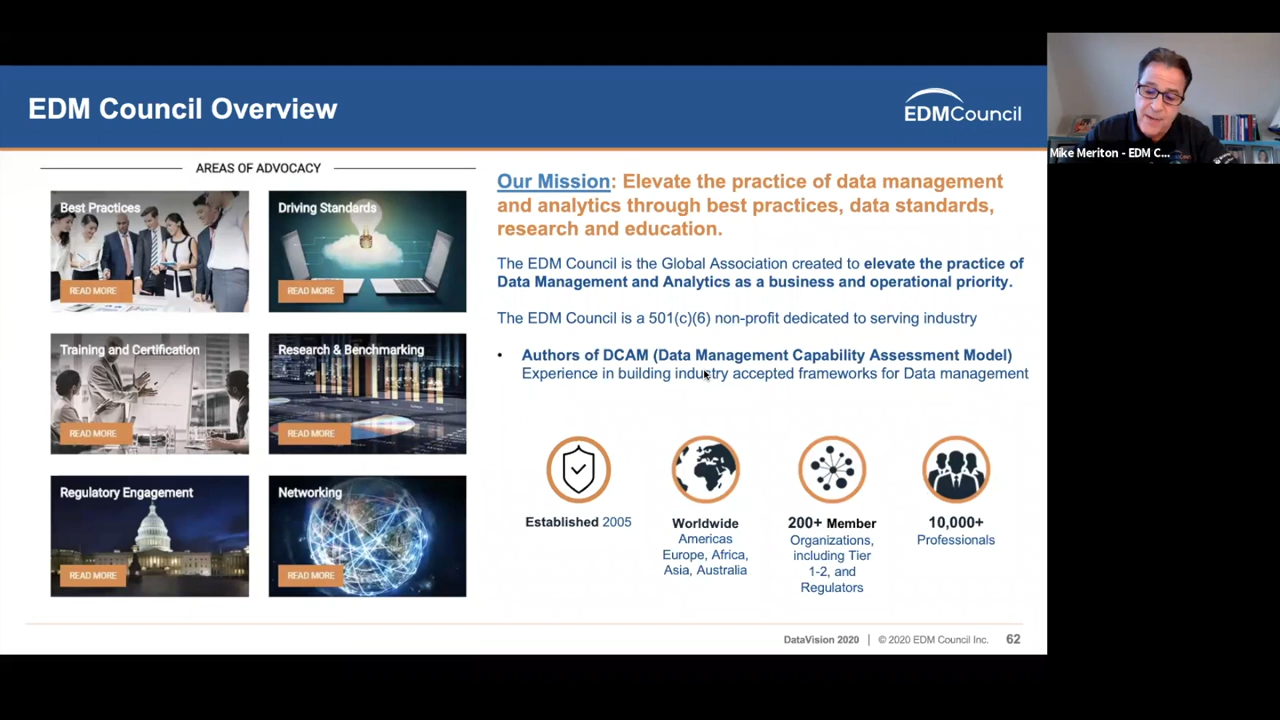 EDM Council Overview
EDMCouncil
Mike Meriton - EDM C...
AREAS OF ADVOCACY
Best Practices
READ MORE
Driving Standards
READ MORE
Training and Certification
READ MORE
Research & Benchmarking
READ MORE
Regulatory Engagement
READ MORE
Networking
READ MORE
Our Mission: Elevate the practice of data management
and analytics through best practices, data standards,
research and education.
The EDM Council is the Global Association created to elevate the practice of
Data Management and Analytics as a business and operational priority.
The EDM Council is a 501(c)(6) non-profit dedicated to serving industry
• Authors of DCAM (Data Management Capability Assessment Model)
Experience in building industry accepted frameworks for Data management
Established 2005
Worldwide
Americas
Europe, Africa,
Asia, Australia
200+ Member
Organizations,
including Tier
1-2, and
Regulators
10,000+
Professionals
DataVision 2020 | © 2020 EDM Council Inc. 62